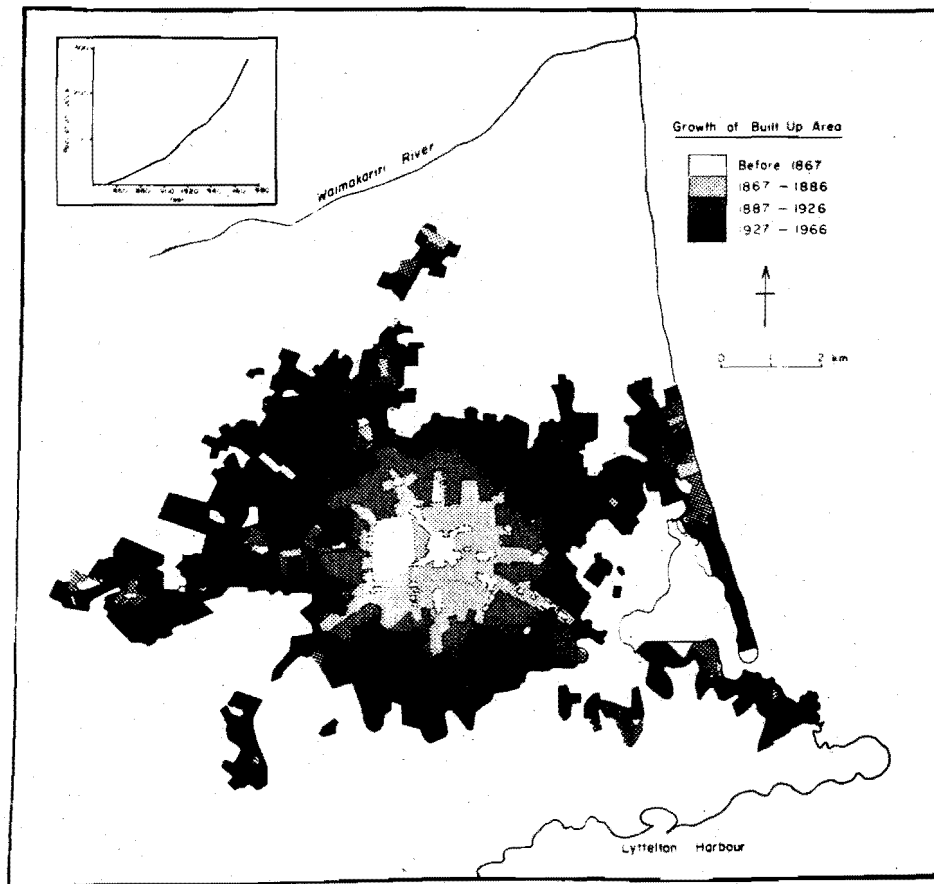 Waimakariri River
Growth of Built Up Area
Before 1867
1867 - 1886
1887 - 1926
1927 - 1966
0 1 2 km
Lyttelton Harbour